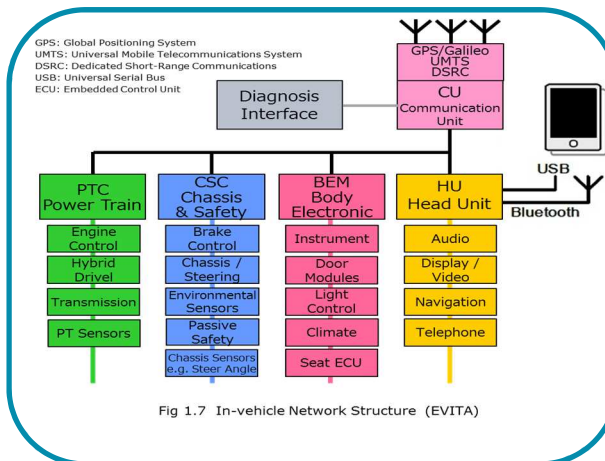 GPS: Global Positioning System
UMTS: Universal Mobile Telecommunications System
DSRC: Dedicated Short-Range Communications
USB: Universal Serial Bus
ECU: Embedded Control Unit
GPS/Galileo
UMTS
DSRC
CU
Communication
Unit
Diagnosis
Interface
USB
Bluetooth
PTC
Power Train
Engine
Control
Hybrid
Drivel
Transmission
PT Sensors
CSC
Chassis
& Safety
Brake
Control
Chassis /
Steering
Environmental
Sensors
Passive
Safety
Chassis Sensors
e.g. Steer Angle
BEM
Body
Electronic
Instrument
Door
Modules
Light
Control
Climate
Seat ECU
HU
Head Unit
Audio
Display /
Video
Navigation
Telephone
Fig 1.7 In-vehicle Network Structure (EVITA)